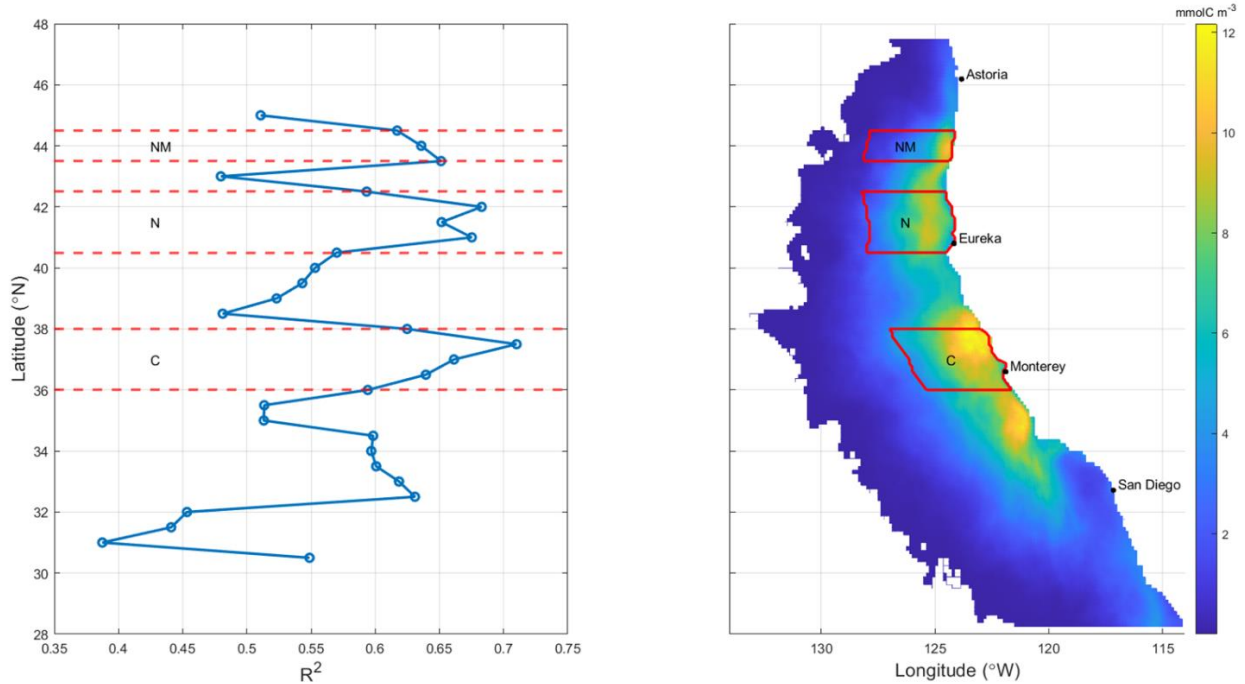 48
46
44
42
40
38
36
34
32
30
28
Latitude (°N)
NM
N
C
0.35 0.4 0.45 0.5 0.55 0.6 0.65 0.7 0.75
R²
mmolC m⁻³
12
10
8
6
4
2
Astoria
NM
N
Eureka
C
Monterey
San Diego
130 125 120 115
Longitude (°W)